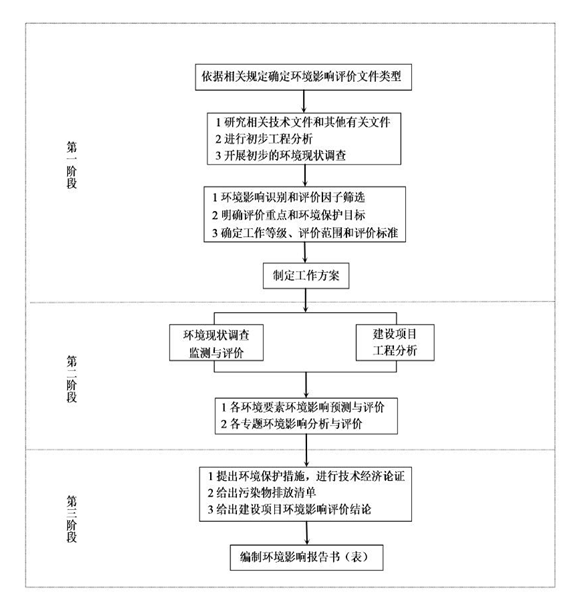 依据相关规定确定环境影响评价文件类型
1 研究相关技术文件和其他有关文件
2 进行初步工程分析
3 开展初步的环境现状调查
第一阶段
1 环境影响识别和评价因子筛选
2 明确评价重点和环境保护目标
3 确定工作等级、评价范围和评价标准
制定工作方案
环境现状调查
监测与评价
建设项目
工程分析
第二阶段
1 各环境要素环境影响预测与评价
2 各专题环境影响分析与评价
1 提出环境保护措施，进行技术经济论证
2 给出污染物排放清单
3 给出建设项目环境影响评价结论
第三阶段
编制环境影响报告书（表）